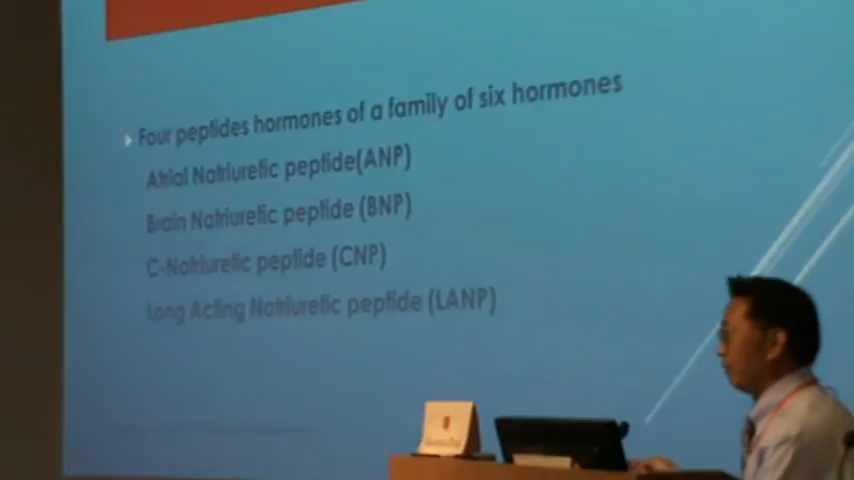 Four peptides hormones of a family of six hormones
Atrial Natriuretic peptide(ANP)
Brain Natriuretic peptide (BNP)
C-Natriuretic peptide (CNP)
Long Acting Natriuretic peptide (LANP)